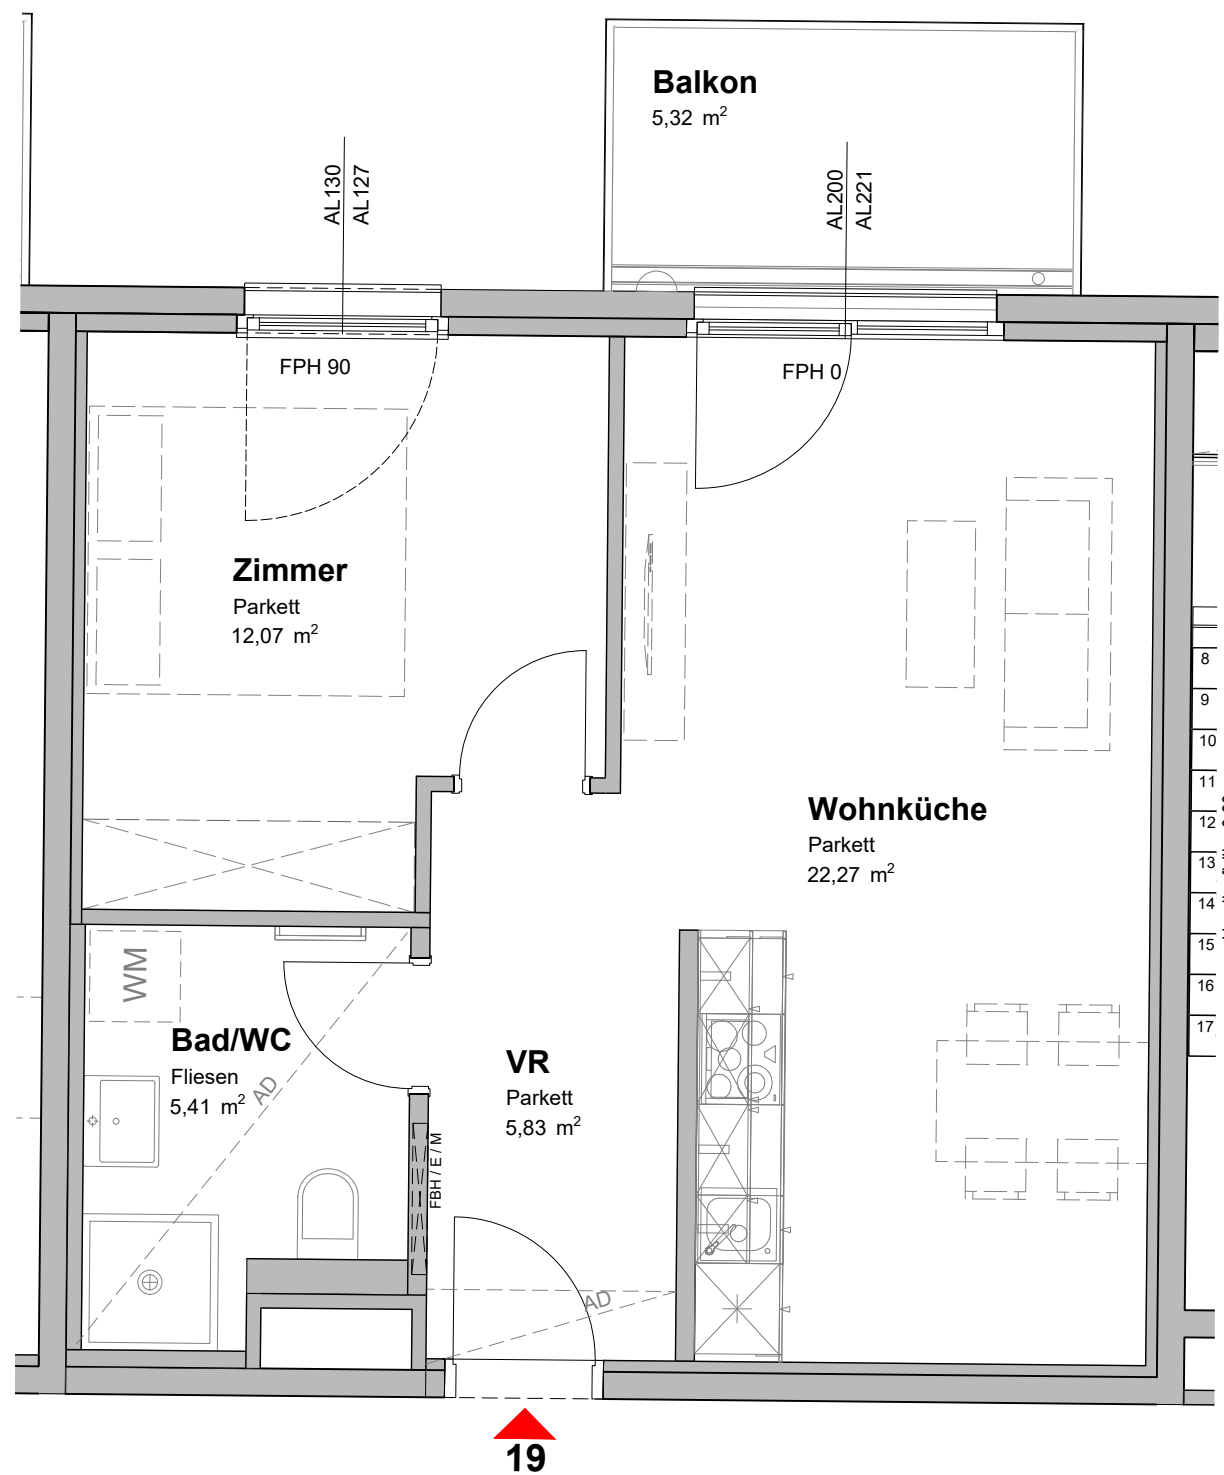 Balkon
5,32 m²
AL130
AL127
AL200
AL221
FPH 90
FPH 0
Zimmer
Parkett
12,07 m²
Wohnküche
Parkett
22,27 m²
8
9
10
11
12
13
14
15
16
17
WM
Bad/WC
Fliesen
5,41 m²
AD
VR
Parkett
5,83 m²
FBH / E / M
AD
19